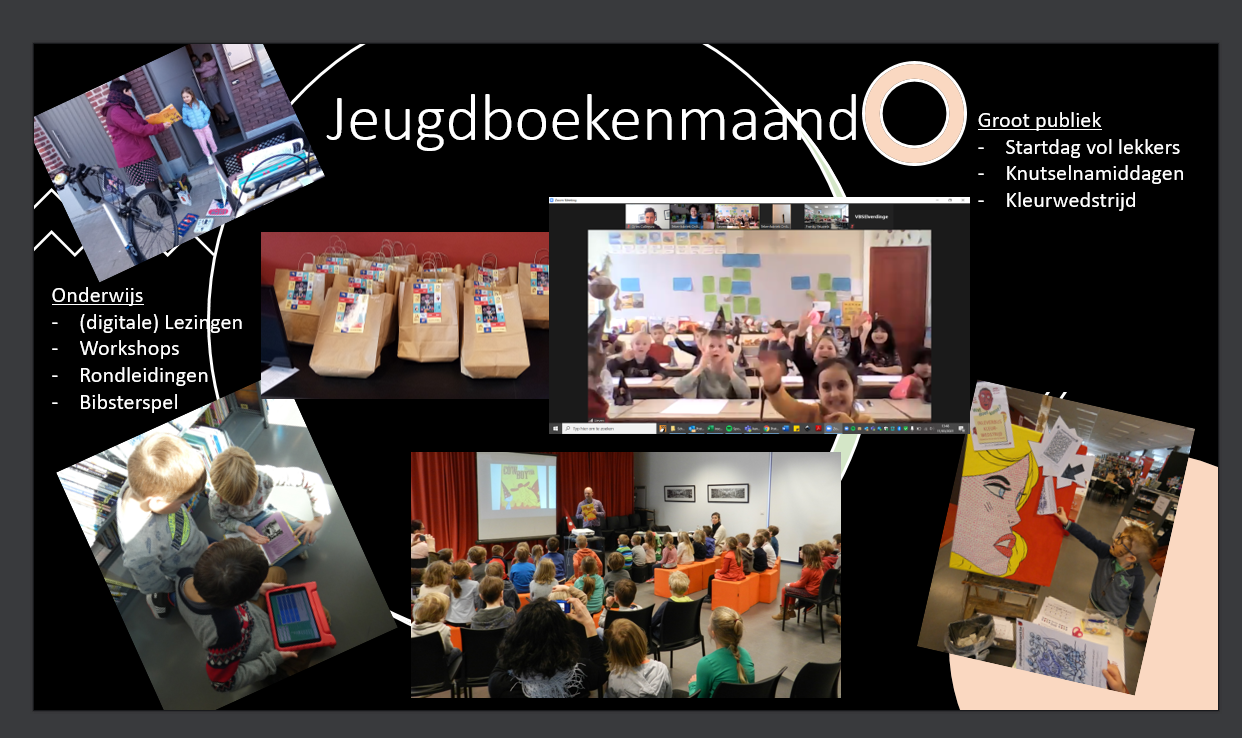 Jeugdboekenmaand
Groot publiek
- Startdag vol lekkers
- Knutselnamiddagen
- Kleurwedstrijd
Onderwijs
- (digitale) Lezingen
- Workshops
- Rondleidingen
- Bibsterspel